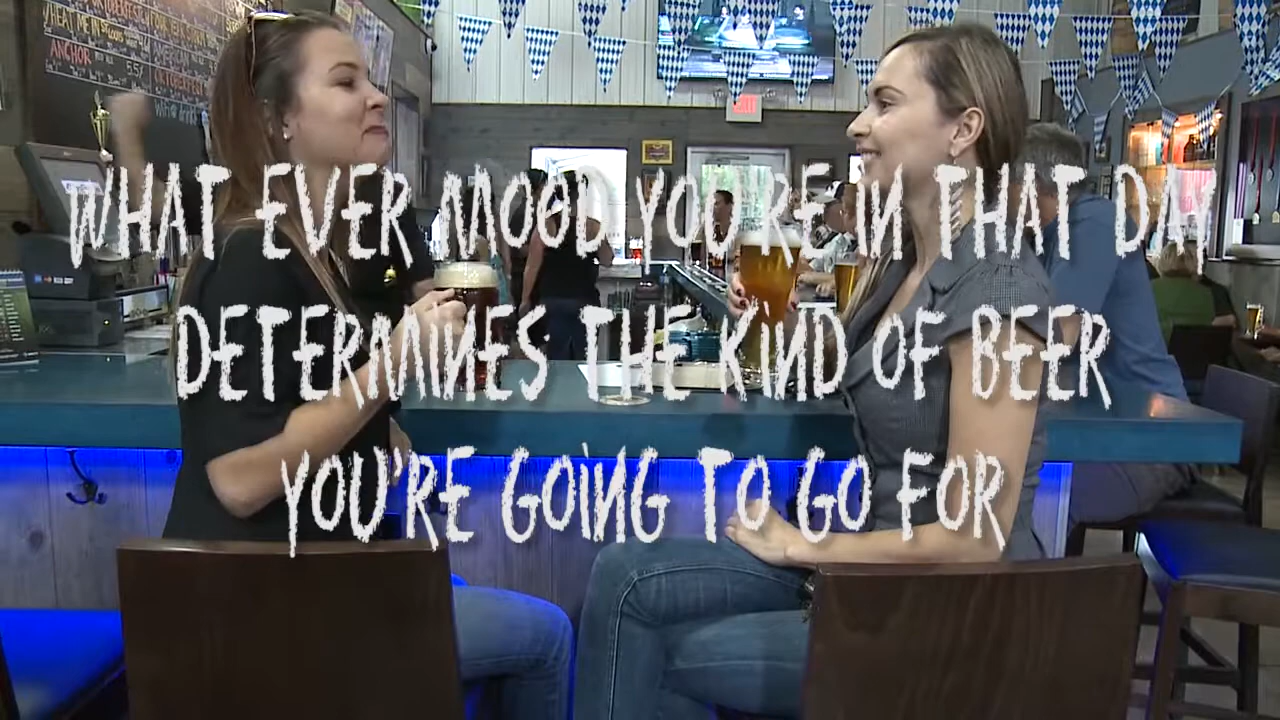 ANCHOR
WHAT EVER MOOD YOU'RE IN THAT DAY
DETERMINES THE KIND OF BEER
YOU'RE GOING TO GO FOR